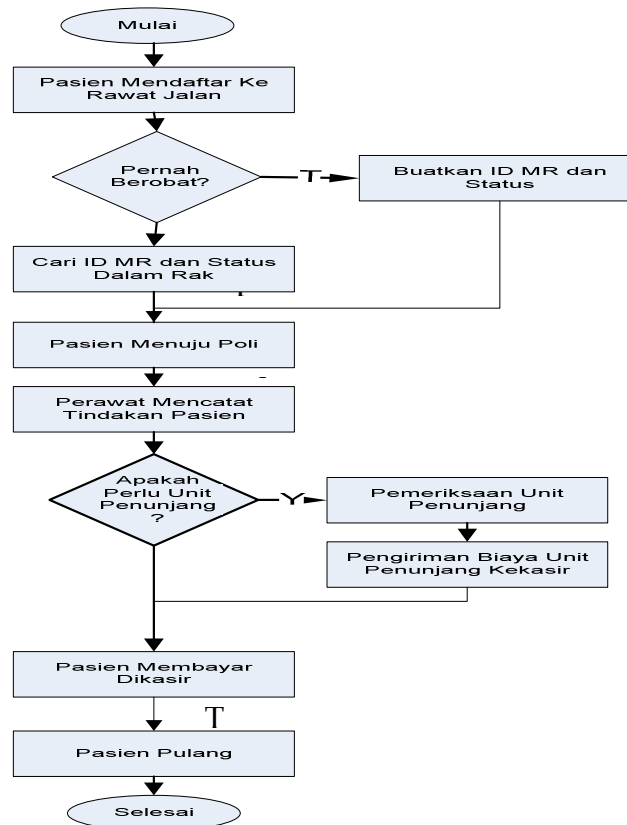 Mulai
Pasien Mendaftar Ke
Rawat Jalan
Pernah
Berobat?
T
Buatkan ID MR dan
Status
Cari ID MR dan Status
Dalam Rak
Pasien Menuju Poli
Perawat Mencatat
Tindakan Pasien
Apakah
Perlu Unit
Penunjang
?
Y
Pemeriksaan Unit
Penunjang
Pengiriman Biaya Unit
Penunjang Kekasir
Pasien Membayar
Dikasir
T
Pasien Pulang
Selesai